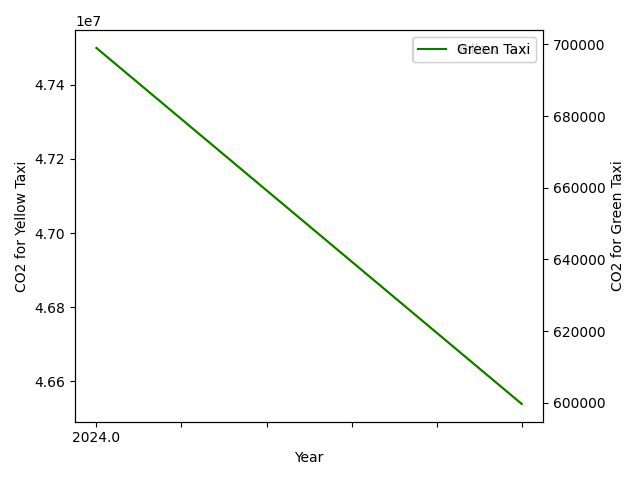 1e7
Green Taxi
4.74
4.72
4.70
4.68
4.66
700000
680000
660000
640000
620000
600000
CO2 for Yellow Taxi
CO2 for Green Taxi
2024.0
Year